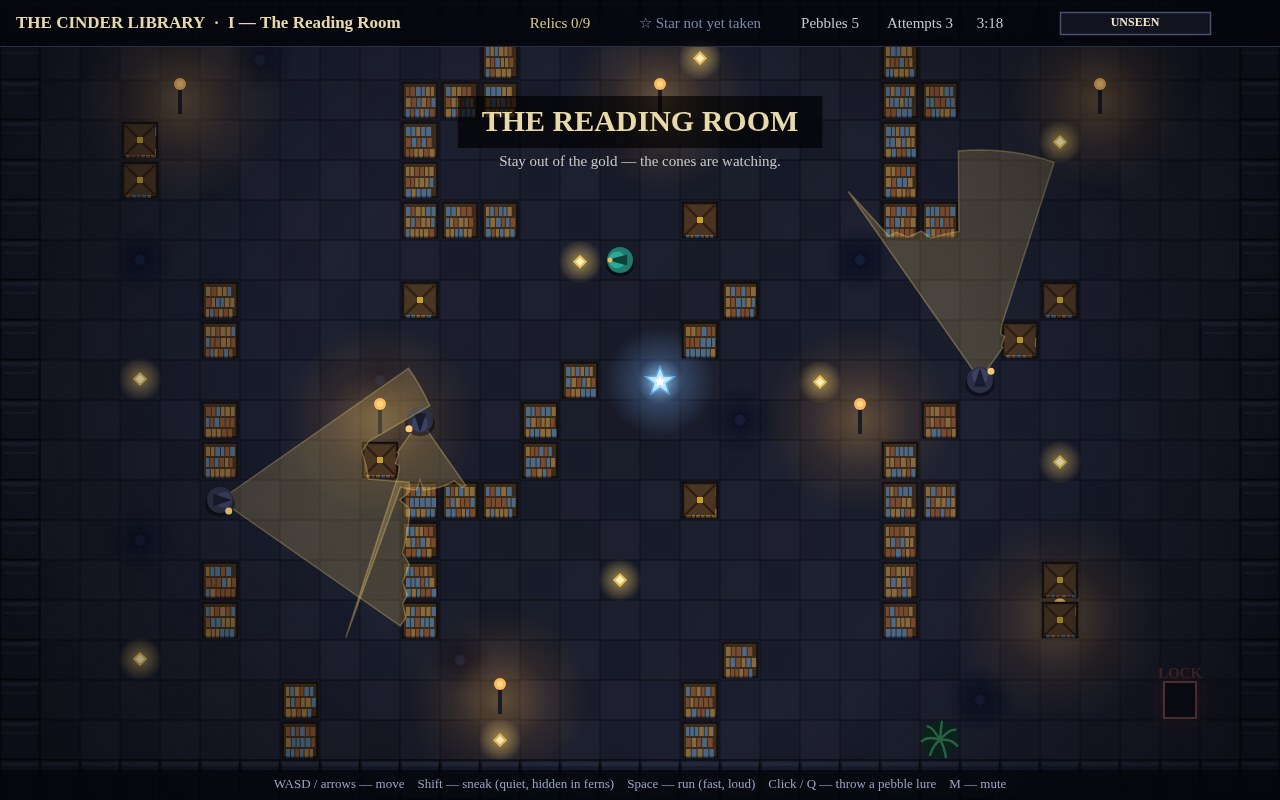 THE CINDER LIBRARY · I — The Reading Room Relics 0/9 ☆ Star not yet taken Pebbles 5 Attempts 3 3:18 UNSEEN
THE READING ROOM
Stay out of the gold — the cones are watching.
LOCK
WASD / arrows — move Shift — sneak (quiet, hidden in ferns) Space — run (fast, loud) Click / Q — throw a pebble lure M — mute